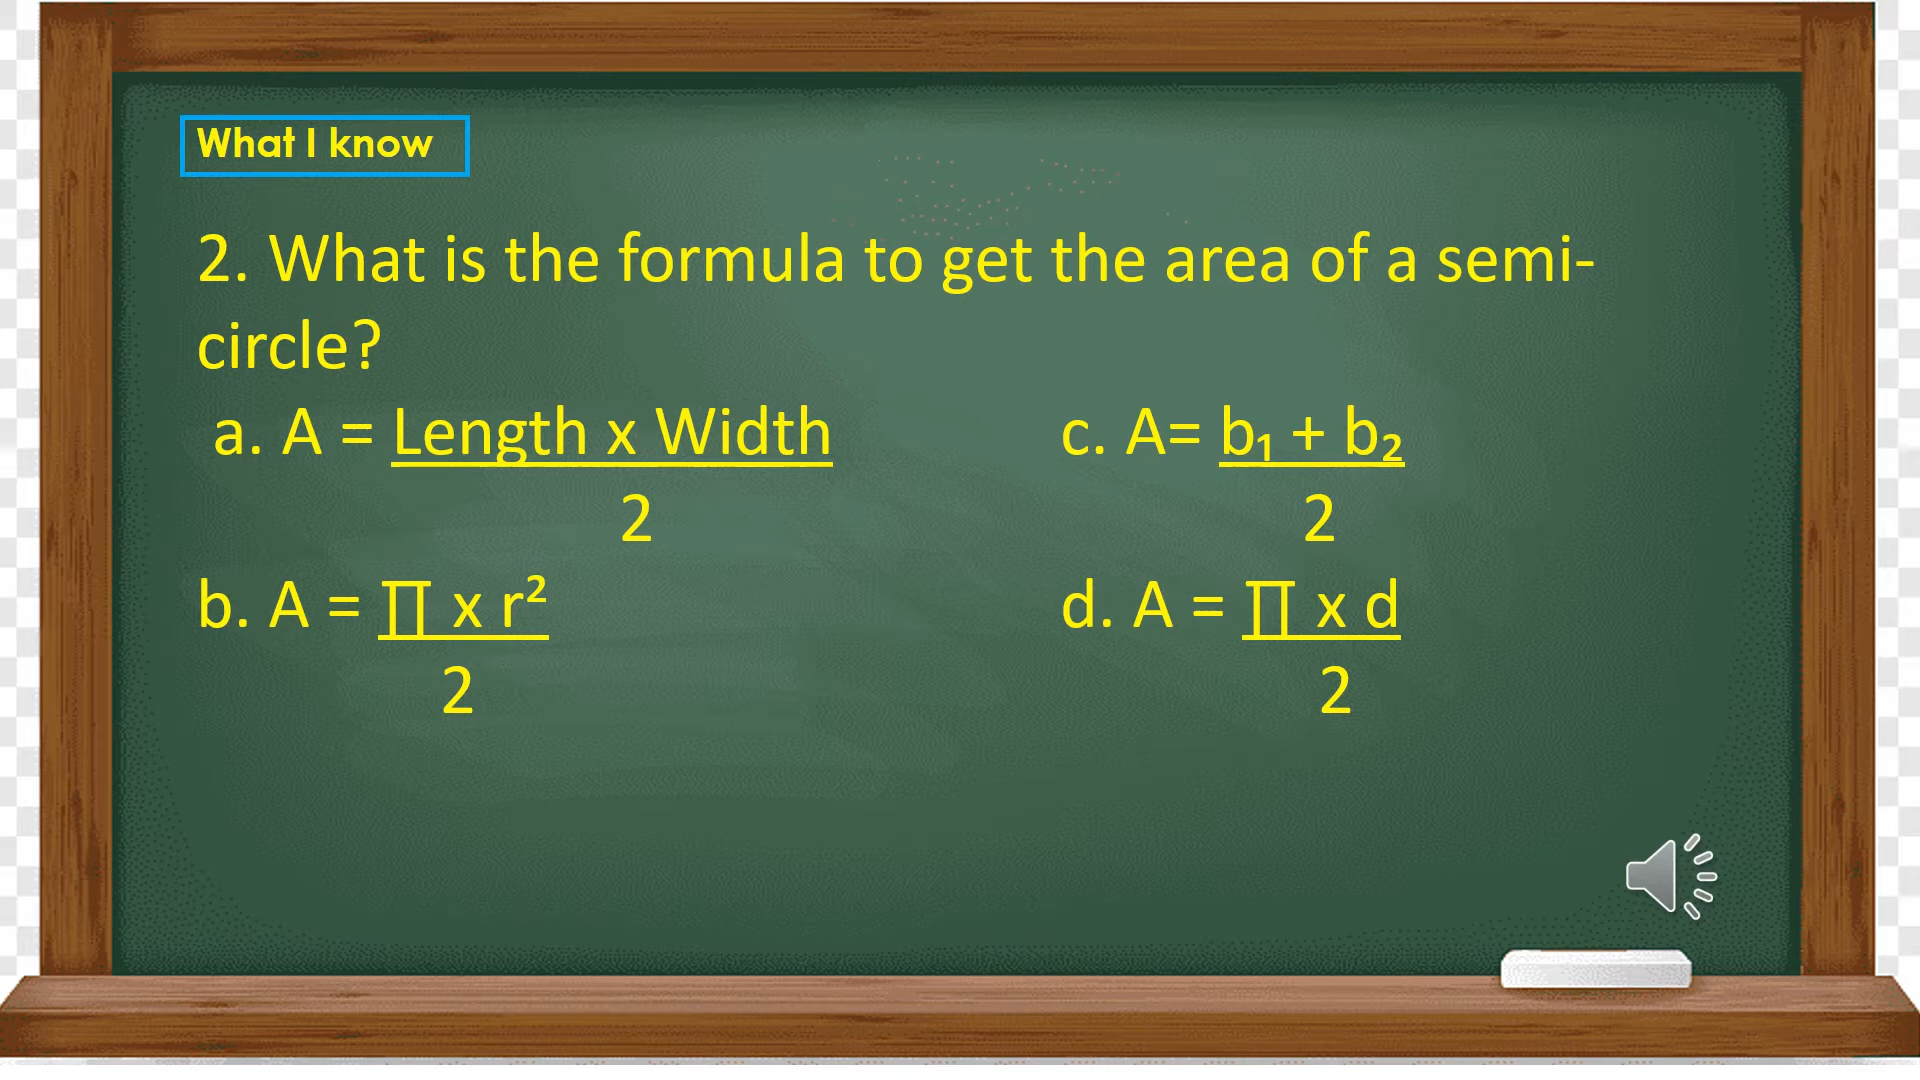 What I know
2. What is the formula to get the area of a semi-
circle?
a. A = Length x Width c. A= b₁ + b₂
2 2
b. A = ∏ x r² d. A = ∏ x d
2 2